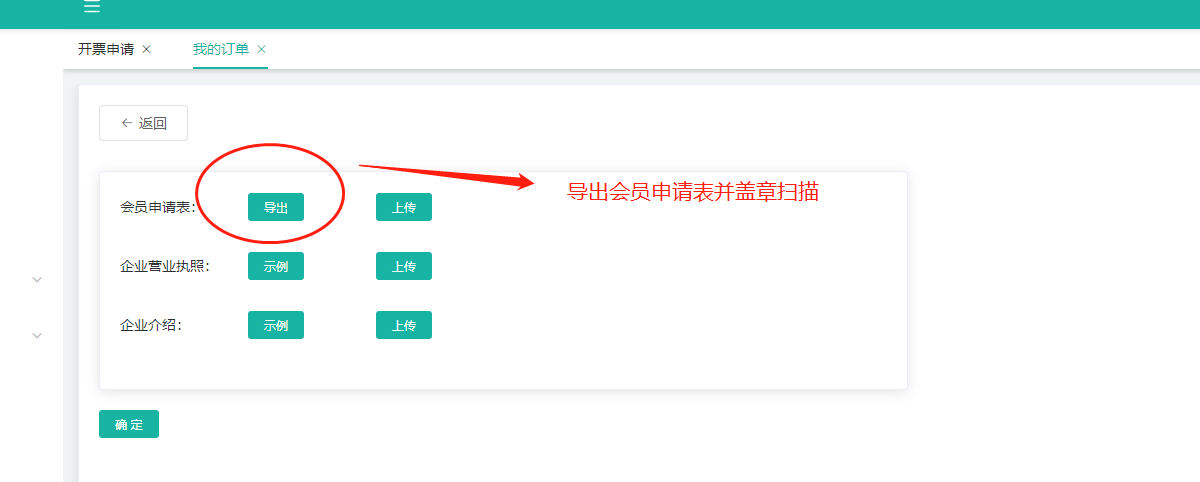 开票申请 × 我的订单 ×
← 返回
导出会员申请表并盖章扫描
会员申请表： 导出 上传
企业营业执照： 示例 上传
企业介绍： 示例 上传
确 定